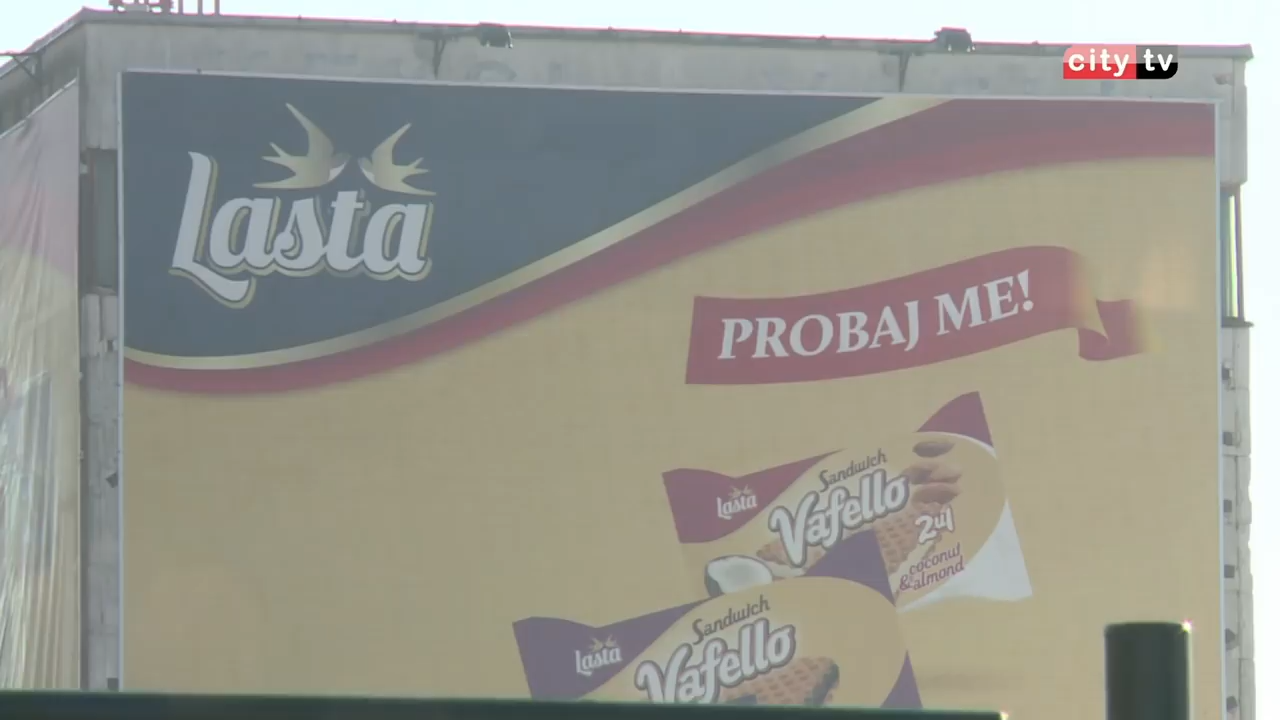 city tv
Lasta
PROBAJ ME!
Lasta
Sandwich
Vafello
2u1
coconut
& almond
Lasta
Sandwich
Vafello